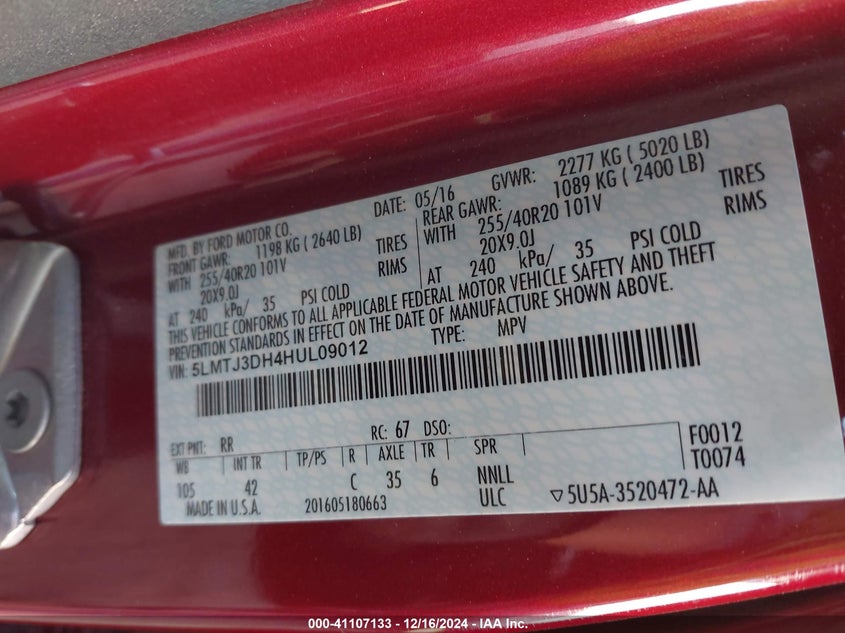 MFD. BY FORD MOTOR CO. DATE: 05/16 GVWR: 2277 KG ( 5020 LB)
FRONT GAWR: 1198 KG ( 2640 LB) REAR GAWR: 1089 KG ( 2400 LB)
WITH 255/40R20 101V TIRES WITH 255/40R20 101V TIRES
20X9.0J RIMS 20X9.0J RIMS
AT 240 kPa/ 35 PSI COLD AT 240 kPa/ 35 PSI COLD
THIS VEHICLE CONFORMS TO ALL APPLICABLE FEDERAL MOTOR VEHICLE SAFETY AND THEFT
PREVENTION STANDARDS IN EFFECT ON THE DATE OF MANUFACTURE SHOWN ABOVE.
VIN: 5LMTJ3DH4HUL09012 TYPE: MPV
EXT PNT: RR RC: 67 DSO: F0012
WB INT TR TP/PS R AXLE TR SPR T0074
105 42 C 35 6 NNLL
MADE IN U.S.A. 201605180663 ULC ▽5U5A-3520472-AA
000-41107133 - 12/16/2024 - IAA Inc.